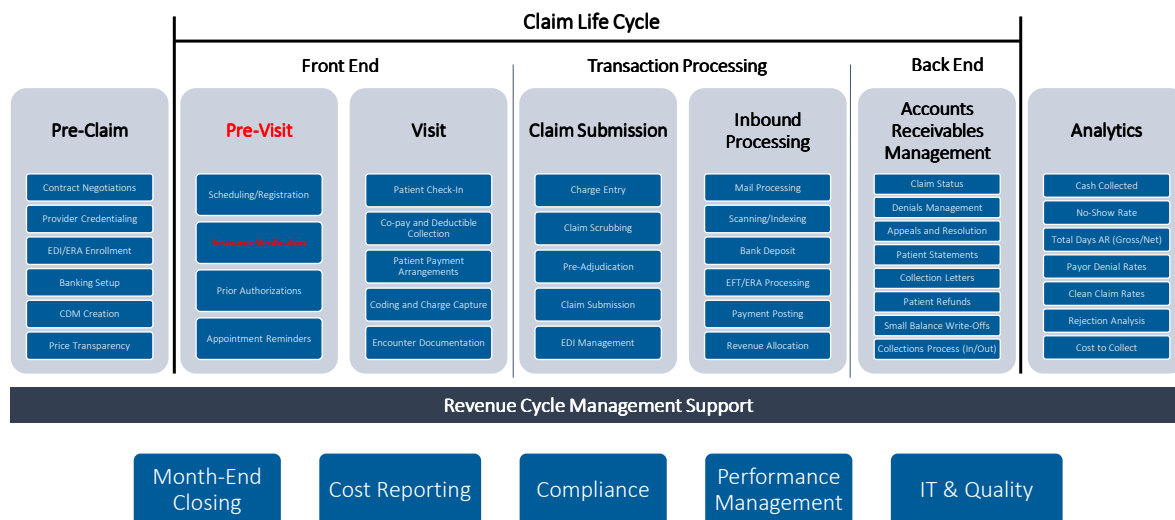 Claim Life Cycle
Front End
Transaction Processing
Back End
Pre-Claim
Contract Negotiations
Provider Credentialing
EDI/ERA Enrollment
Banking Setup
CDM Creation
Price Transparency
Pre-Visit
Scheduling/Registration
Insurance Verification
Prior Authorizations
Appointment Reminders
Visit
Patient Check-In
Co-pay and Deductible
Collection
Patient Payment
Arrangements
Coding and Charge Capture
Encounter Documentation
Claim Submission
Charge Entry
Claim Scrubbing
Pre-Adjudication
Claim Submission
EDI Management
Inbound
Processing
Mail Processing
Scanning/Indexing
Bank Deposit
EFT/ERA Processing
Payment Posting
Revenue Allocation
Accounts
Receivables
Management
Claim Status
Denials Management
Appeals and Resolution
Patient Statements
Collection Letters
Patient Refunds
Small Balance Write-Offs
Collections Process (In/Out)
Analytics
Cash Collected
No-Show Rate
Total Days AR (Gross/Net)
Payor Denial Rates
Clean Claim Rates
Rejection Analysis
Cost to Collect
Revenue Cycle Management Support
Month-End
Closing
Cost Reporting
Compliance
Performance
Management
IT & Quality